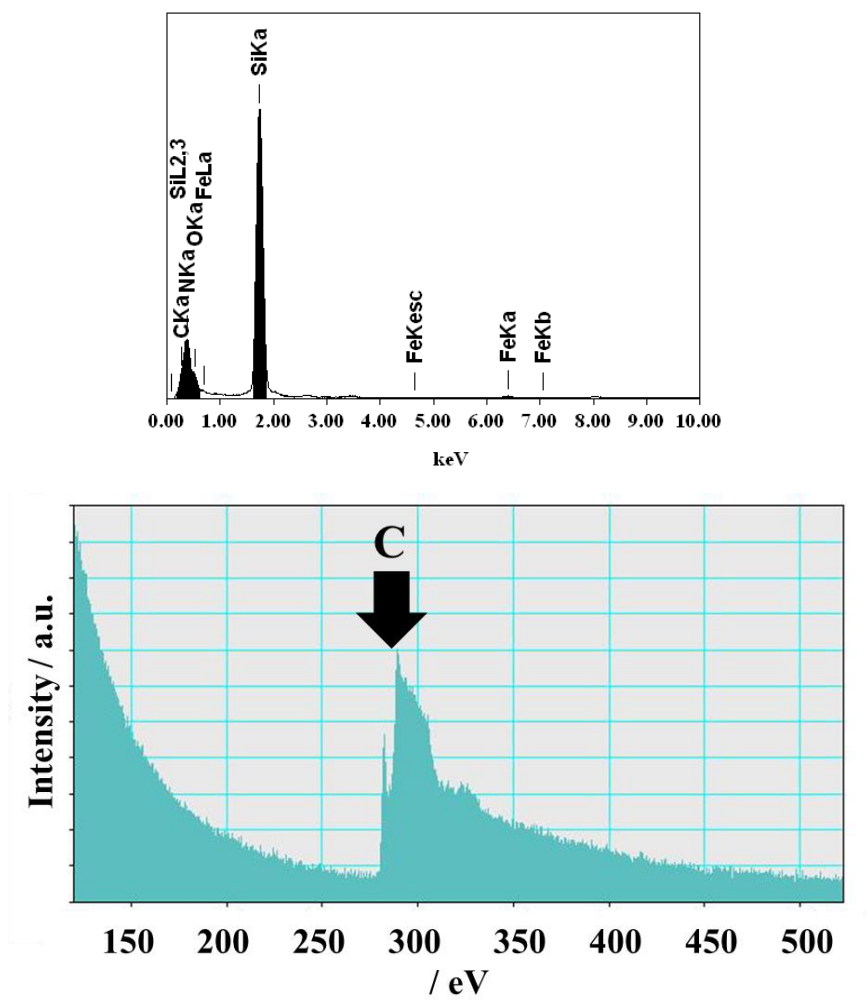 SiKa
SiL2,3
FeLa
OKa
NKa
CKa
FeKesc
FeKa
FeKb
0.00 1.00 2.00 3.00 4.00 5.00 6.00 7.00 8.00 9.00 10.00
keV
C
Intensity / a.u.
150 200 250 300 350 400 450 500
/ eV